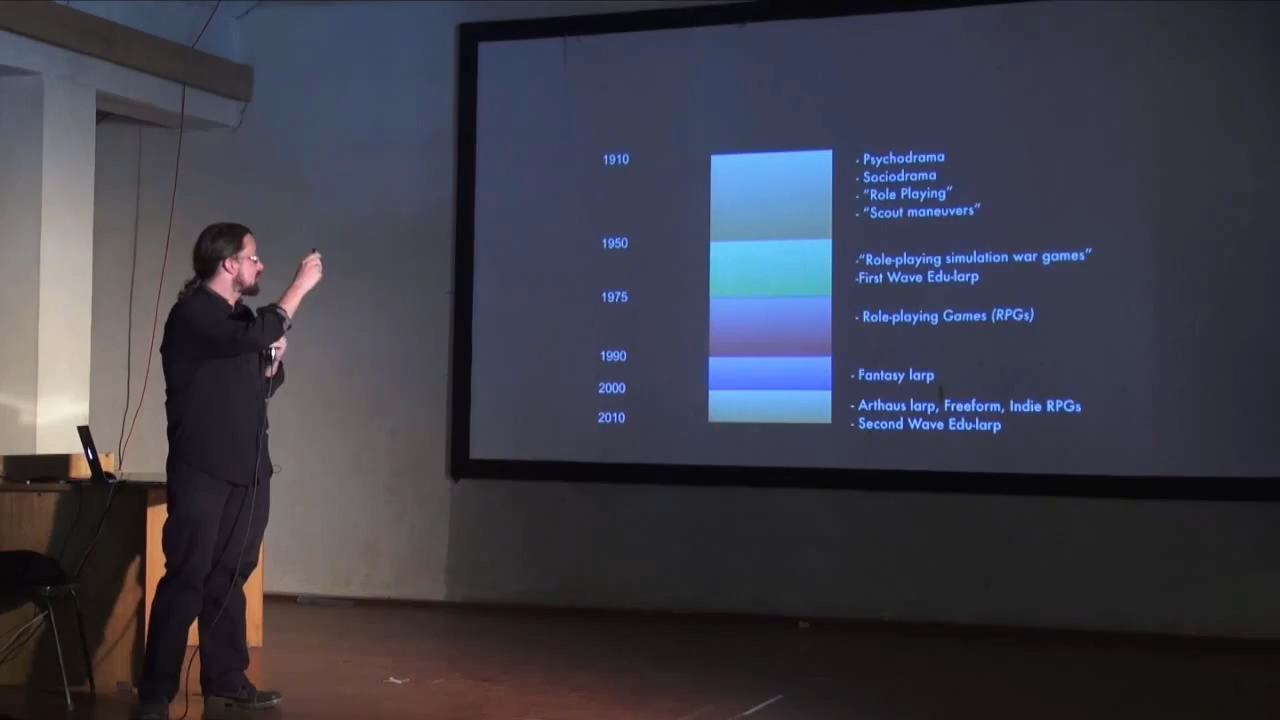 1910
- Psychodrama
- Sociodrama
- “Role Playing”
- “Scout maneuvers”
1950
-“Role-playing simulation war games”
-First Wave Edu-larp
1975
- Role-playing Games (RPGs)
1990
- Fantasy larp
2000
- Arthaus larp, Freeform, Indie RPGs
2010
- Second Wave Edu-larp